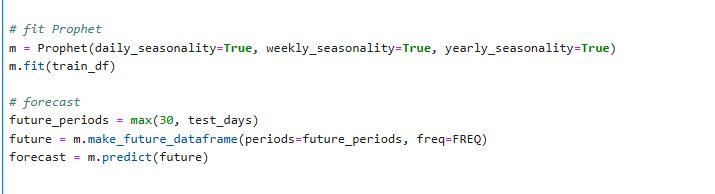 # fit Prophet
m = Prophet(daily_seasonality=True, weekly_seasonality=True, yearly_seasonality=True)
m.fit(train_df)
# forecast
future_periods = max(30, test_days)
future = m.make_future_dataframe(periods=future_periods, freq=FREQ)
forecast = m.predict(future)